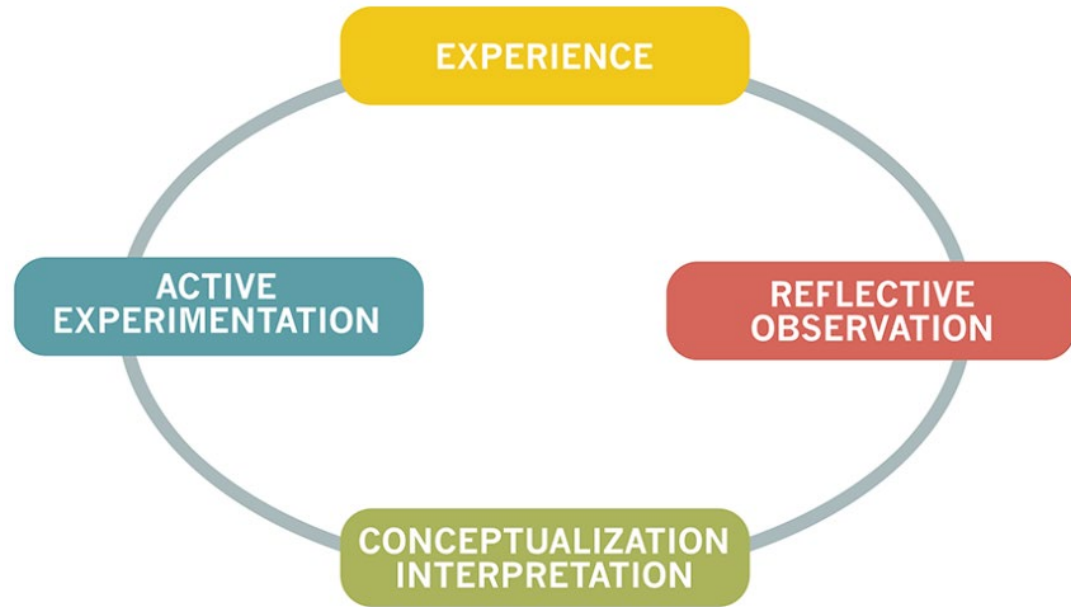 EXPERIENCE
ACTIVE
EXPERIMENTATION
REFLECTIVE
OBSERVATION
CONCEPTUALIZATION
INTERPRETATION